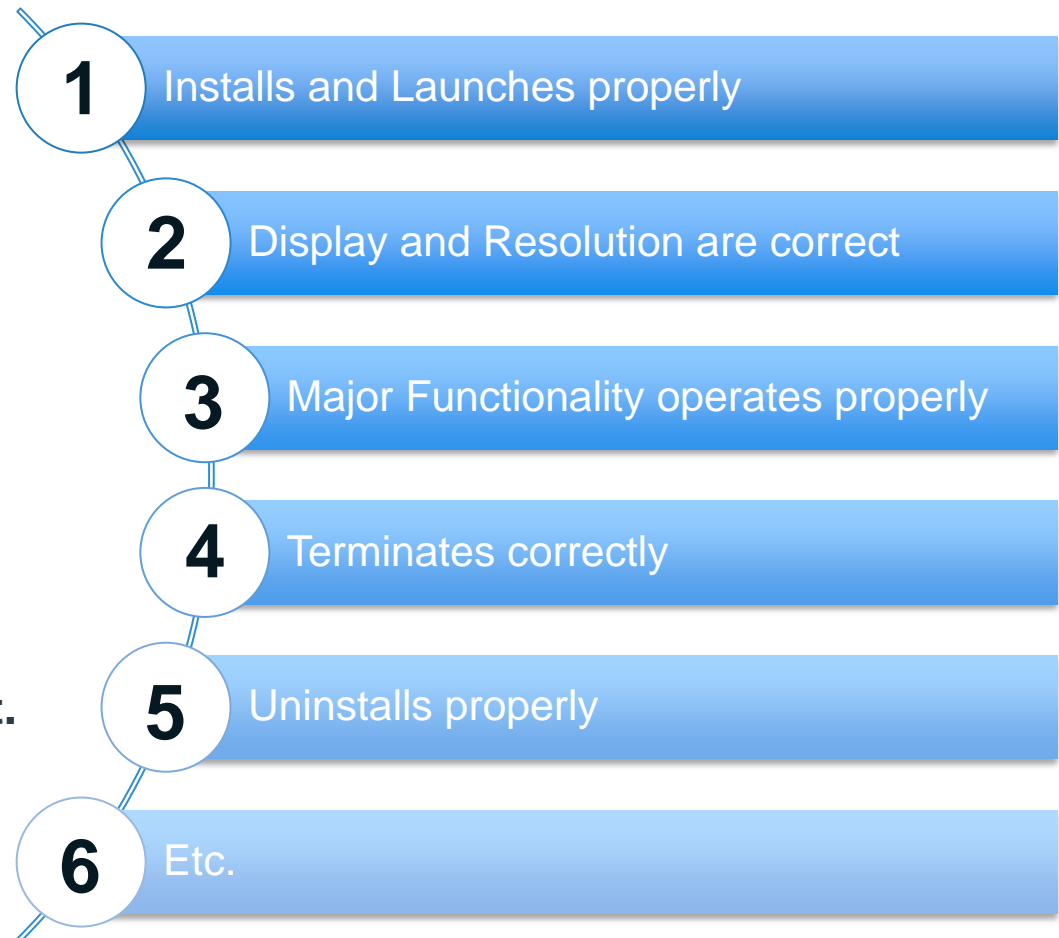 1 Installs and Launches properly
2 Display and Resolution are correct
3 Major Functionality operates properly
4 Terminates correctly
5 Uninstalls properly
6 Etc.